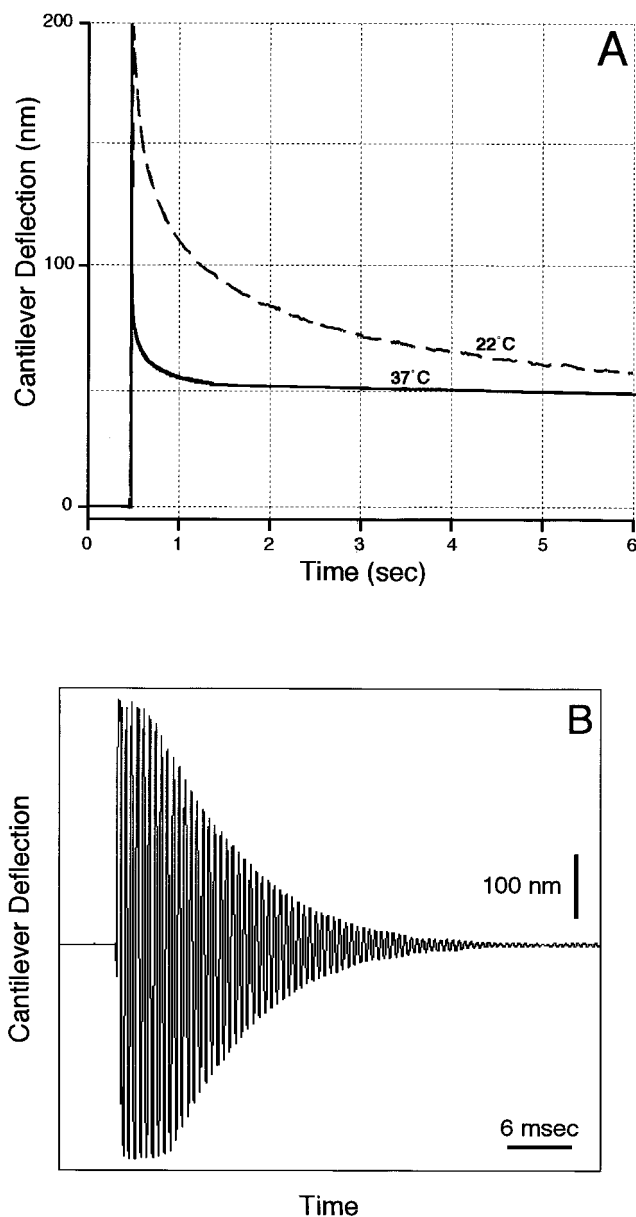 A
200
100
0
Cantilever Deflection (nm)
22°C
37°C
0 1 2 3 4 5 6
Time (sec)
B
Cantilever Deflection
100 nm
6 msec
Time